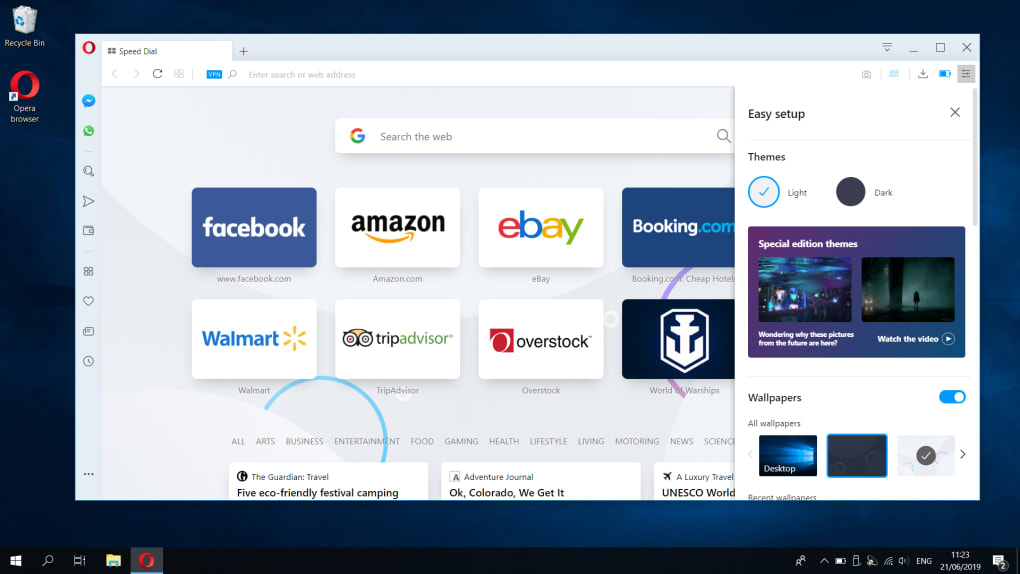 Recycle Bin
Opera
browser
Speed Dial
VPN
Enter search or web address
Search the web
facebook
amazon
ebay
Booking.com
www.facebook.com
Amazon.com
eBay
Booking.com: Cheap Hotels
Walmart
tripadvisor
overstock
Walmart
TripAdvisor
Overstock
World of Warships
ALL ARTS BUSINESS ENTERTAINMENT FOOD GAMING HEALTH LIFESTYLE LIVING MOTORING NEWS SCIENC
The Guardian: Travel
Five eco-friendly festival camping
A Adventure Journal
Ok, Colorado, We Get It
A Luxury Travel
UNESCO World
Easy setup
Themes
Light
Dark
Special edition themes
Wondering why these pictures
from the future are here?
Watch the video
Wallpapers
All wallpapers
Desktop
Recent wallpapers
ENG
11:23
21/06/2019
2